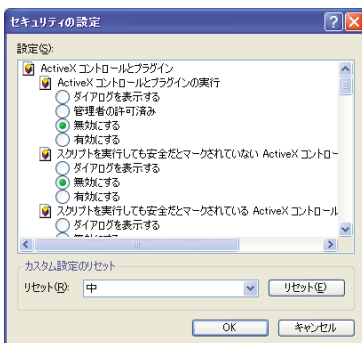 セキュリティの設定
設定(S):
ActiveX コントロールとプラグイン
ActiveX コントロールとプラグインの実行
ダイアログを表示する
管理者の許可済み
無効にする
有効にする
スクリプトを実行しても安全だとマークされていない ActiveX コントロー
ダイアログを表示する
無効にする
有効にする
スクリプトを実行しても安全だとマークされている ActiveX コントロール
ダイアログを表示する
カスタム設定のリセット
リセット(R): 中 リセット(E)
OK キャンセル